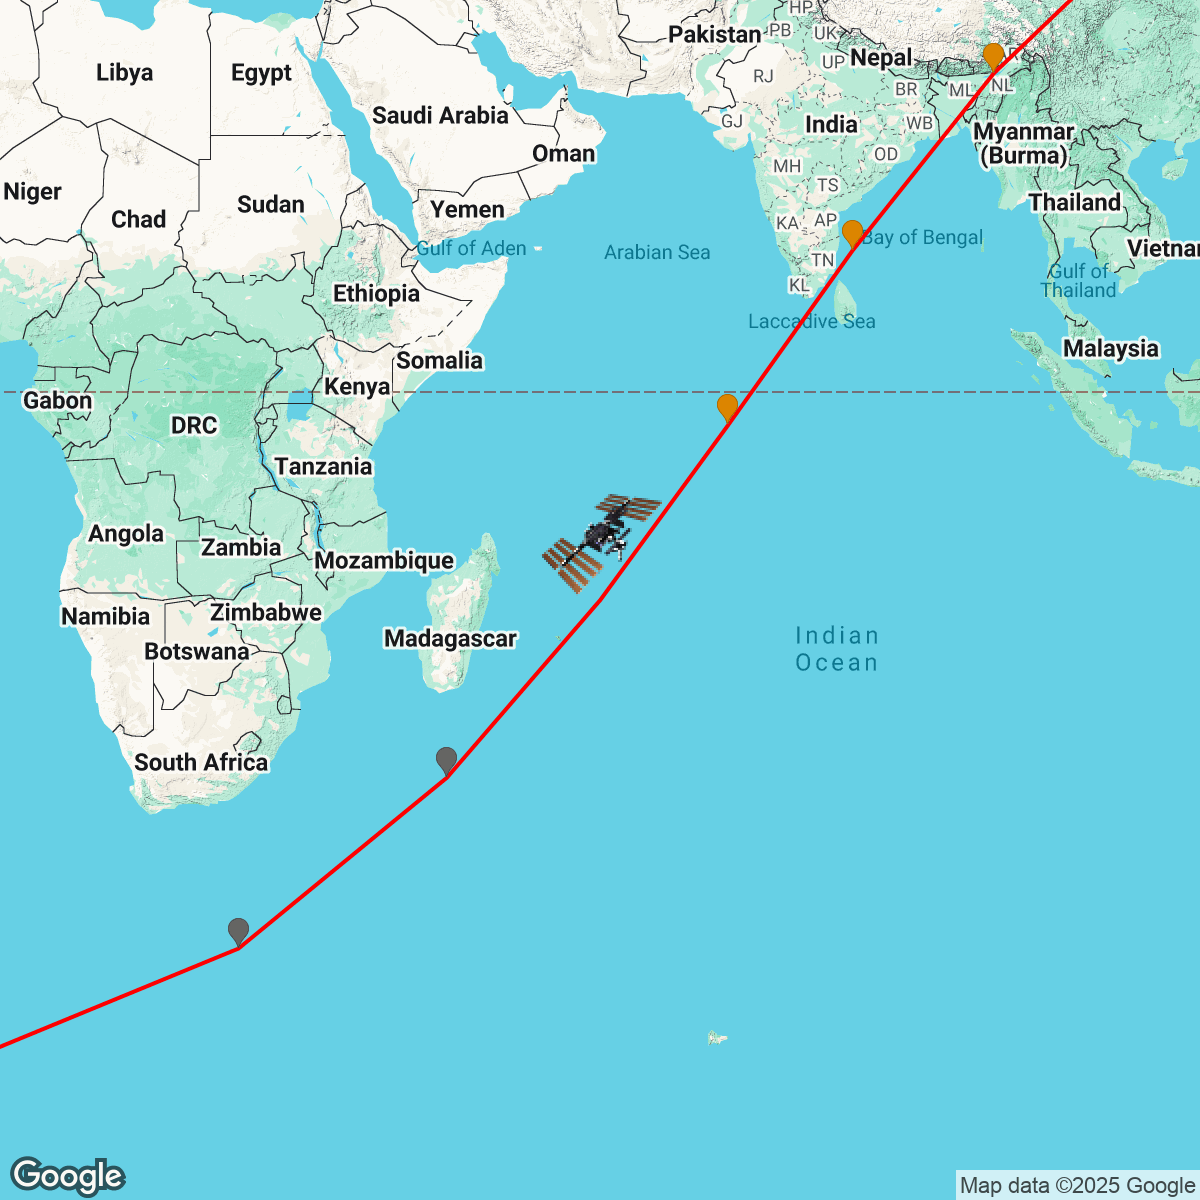 HP
Pakistan
PB
UK
Nepal
Libya
Egypt
UP
RJ
BR
ML
NL
Saudi Arabia
GJ
India
WB
Myanmar
(Burma)
Oman
OD
MH
TS
Niger
Chad
Sudan
Yemen
KA
AP
Thailand
Gulf of Aden
Arabian Sea
Bay of Bengal
Vietnar
TN
KL
Gulf of
Thailand
Ethiopia
Laccadive Sea
Malaysia
Somalia
Kenya
Gabon
DRC
Tanzania
Angola
Zambia
Mozambique
Namibia
Zimbabwe
Botswana
Madagascar
Indian
Ocean
South Africa
Google
Map data ©2025 Google